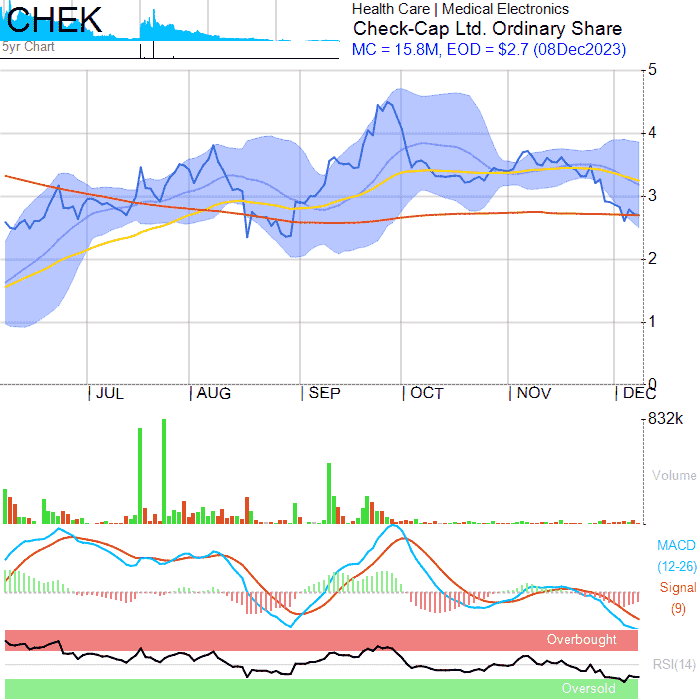 CHEK
5yr Chart
Health Care | Medical Electronics
Check-Cap Ltd. Ordinary Share
MC = 15.8M, EOD = $2.7 (08Dec2023)
5
4
3
2
1
0
JUL AUG SEP OCT NOV DEC
832k
Volume
MACD
(12-26)
Signal
(9)
Overbought
RSI(14)
Oversold